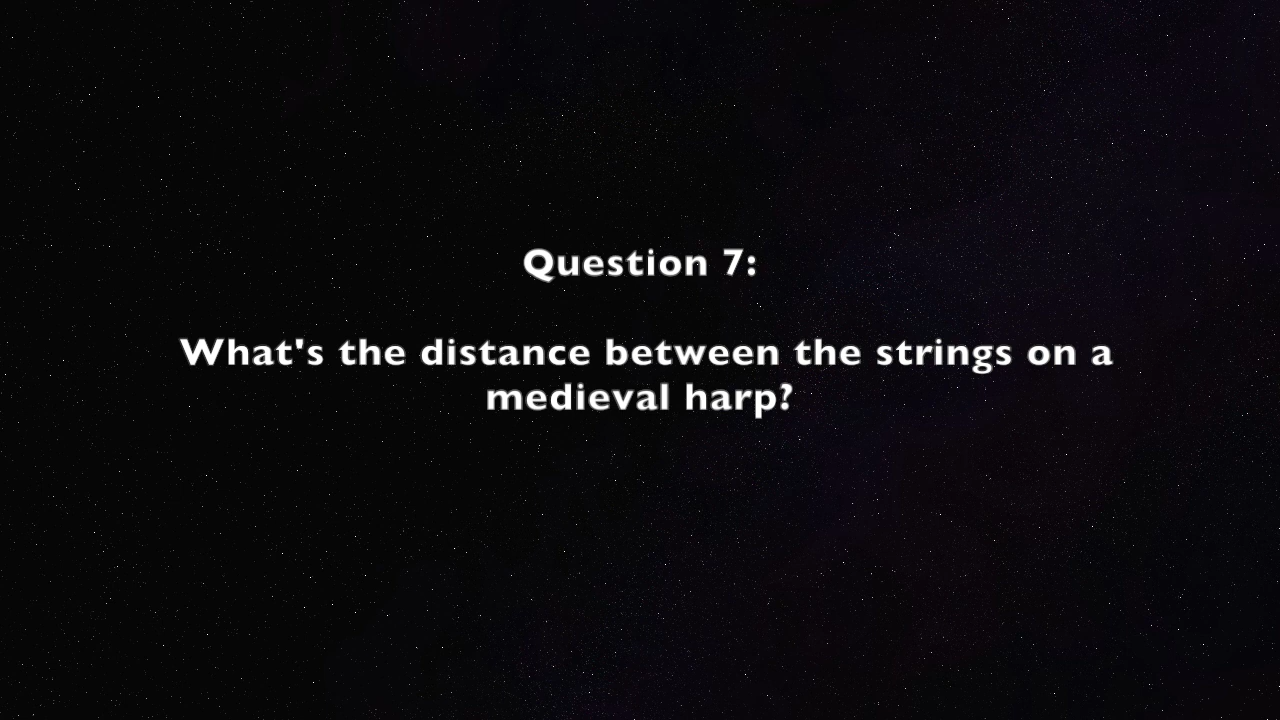 Question 7:
What's the distance between the strings on a
medieval harp?